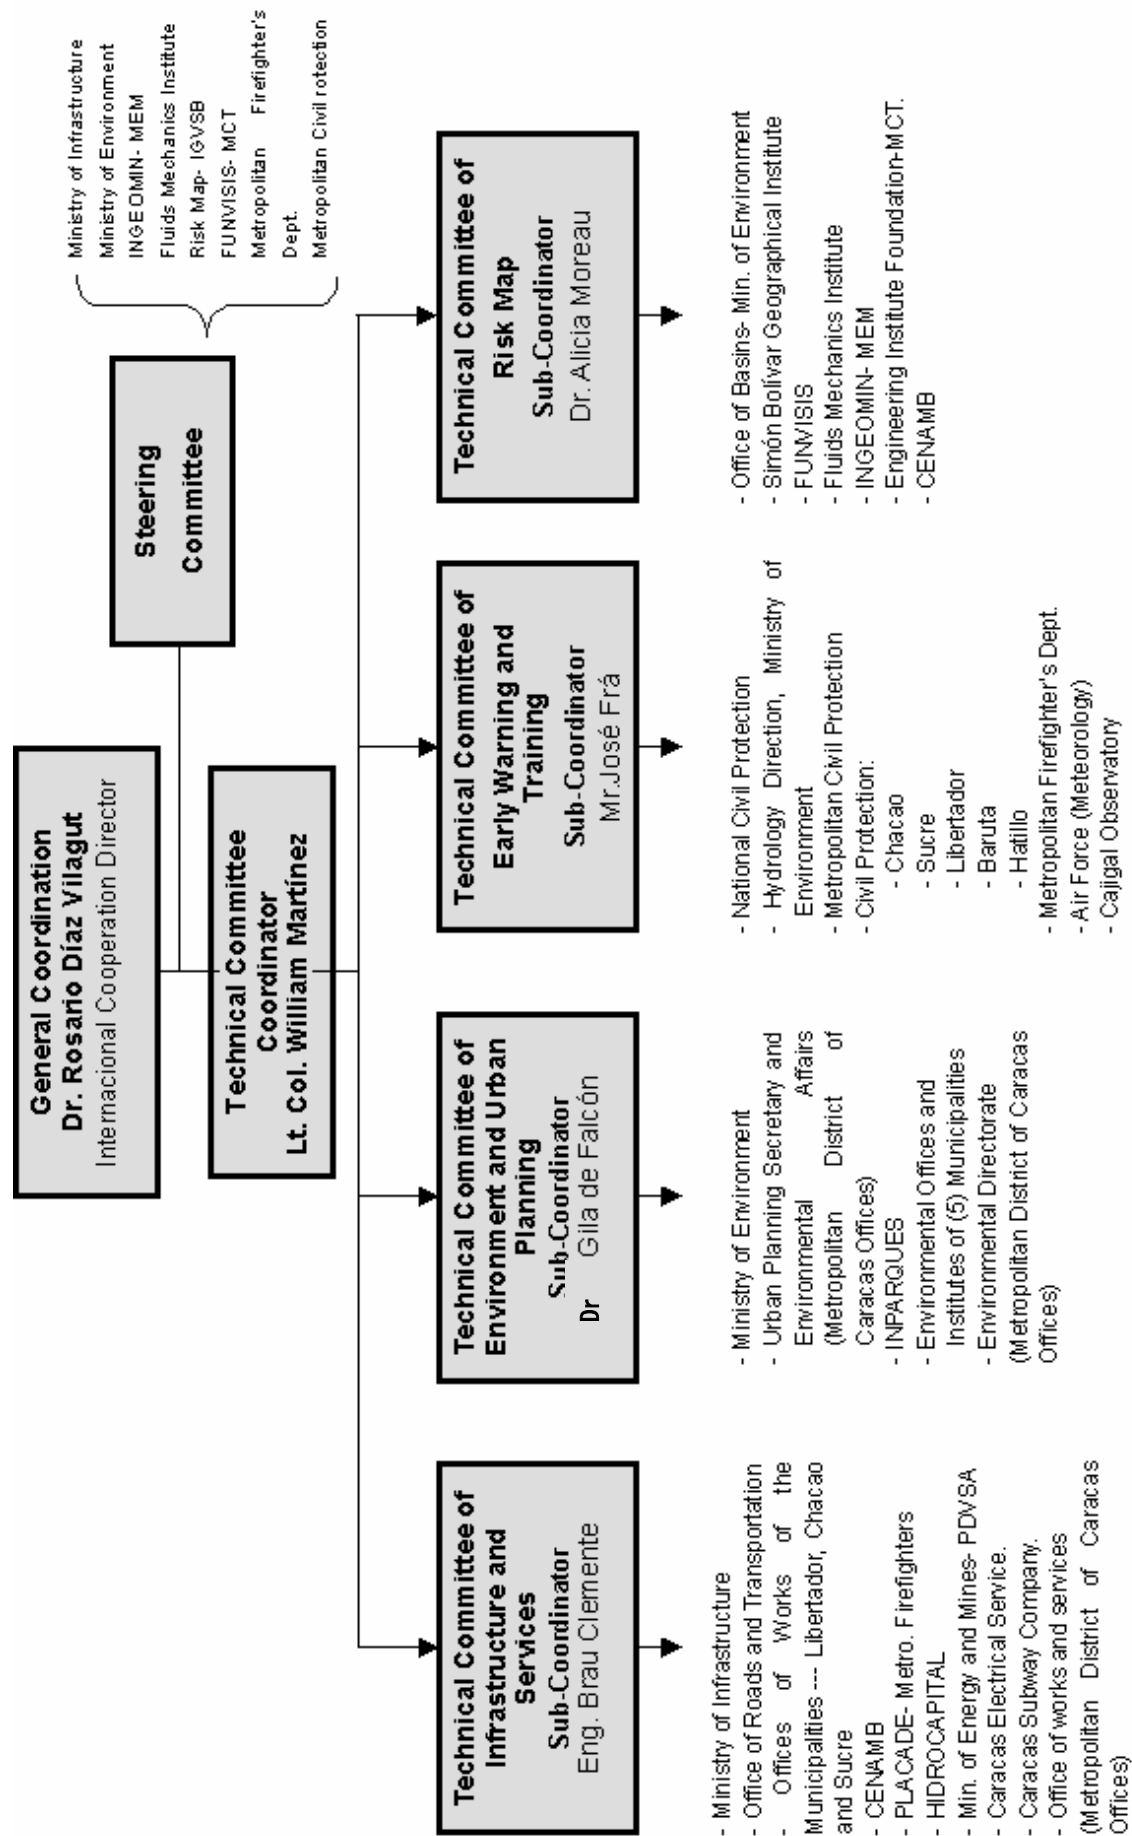 General Coordination
Dr. Rosario Díaz Vilagut
Internacional Cooperation Director
Steering
Committee
Ministry of Infrastructure
Ministry of Environment
INGEOMIN- MEM
Fluids Mechanics Institute
Risk Map- IGVSB
FUNVISIS- MCT
Metropolitan Firefighter's
Dept.
Metropolitan Civil rotection
Technical Committee
Coordinator
Lt. Col. William Martínez
Technical Committee of
Infrastructure and
Services
Sub-Coordinator
Eng. Brau Clemente
- Ministry of Infrastructure
- Office of Roads and Transportation
- Offices of Works of the
Municipalities --- Libertador, Chacao
and Sucre
- CENAMB
- PLACADE- Metro. Firefighters
- HIDROCAPITAL
- Min. of Energy and Mines- PDVSA
- Caracas Electrical Service.
- Caracas Subway Company.
- Office of works and services
(Metropolitan District of Caracas
Offices)
Technical Committee of
Environment and Urban
Planning
Sub-Coordinator
Dr Gila de Falcón
- Ministry of Environment
- Urban Planning Secretary and
Environmental Affairs
(Metropolitan District of
Caracas Offices)
- INPARQUES
- Environmental Offices and
Institutes of (5) Municipalities
- Environmental Directorate
(Metropolitan District of Caracas
Offices)
Technical Committee of
Early Warning and
Training
Sub-Coordinator
Mr.José Frá
- National Civil Protection
- Hydrology Direction, Ministry of
Environment
- Metropolitan Civil Protection
- Civil Protection:
- Chacao
- Sucre
- Libertador
- Baruta
- Hatillo
- Metropolitan Firefighter's Dept.
- Air Force (Meteorology)
- Cajigal Observatory
Technical Committee of
Risk Map
Sub-Coordinator
Dr. Alicia Moreau
- Office of Basins- Min. of Environment
- Simón Bolívar Geographical Institute
- FUNVISIS
- Fluids Mechanics Institute
- INGEOMIN- MEM
- Engineering Institute Foundation-MCT.
- CENAMB